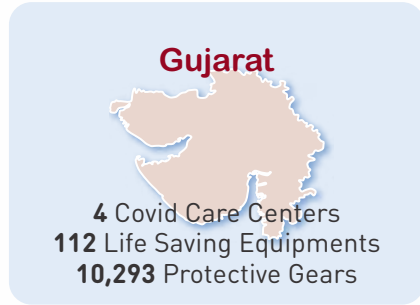 Gujarat
4 Covid Care Centers
112 Life Saving Equipments
10,293 Protective Gears